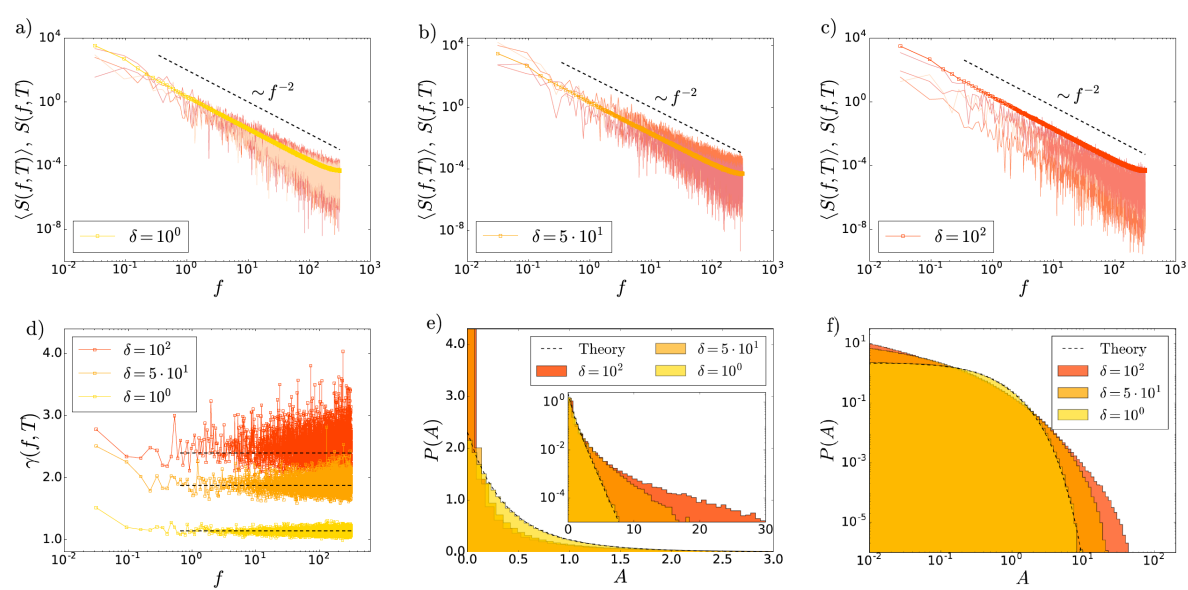 a)
10^4
10^0
10^-4
10^-8
⟨S(f,T)⟩, S(f,T)
∼ f^-2
δ = 10^0
10^-2 10^-1 10^0 10^1 10^2 10^3
f
b)
10^4
10^0
10^-4
10^-8
⟨S(f,T)⟩, S(f,T)
∼ f^-2
δ = 5 · 10^1
10^-2 10^-1 10^0 10^1 10^2 10^3
f
c)
10^4
10^0
10^-4
10^-8
⟨S(f,T)⟩, S(f,T)
∼ f^-2
δ = 10^2
10^-2 10^-1 10^0 10^1 10^2 10^3
f
d)
4.0
3.0
2.0
1.0
γ(f,T)
δ = 10^2
δ = 5 · 10^1
δ = 10^0
10^-2 10^-1 10^0 10^1 10^2
f
e)
4.0
3.0
2.0
1.0
0.0
P(A)
Theory
δ = 10^2
δ = 5 · 10^1
δ = 10^0
10^0
10^-2
10^-4
0 10 20 30
0.0 0.5 1.0 1.5 2.0 2.5 3.0
A
f)
10^1
10^-1
10^-3
10^-5
P(A)
Theory
δ = 10^2
δ = 5 · 10^1
δ = 10^0
10^-2 10^-1 10^0 10^1 10^2
A